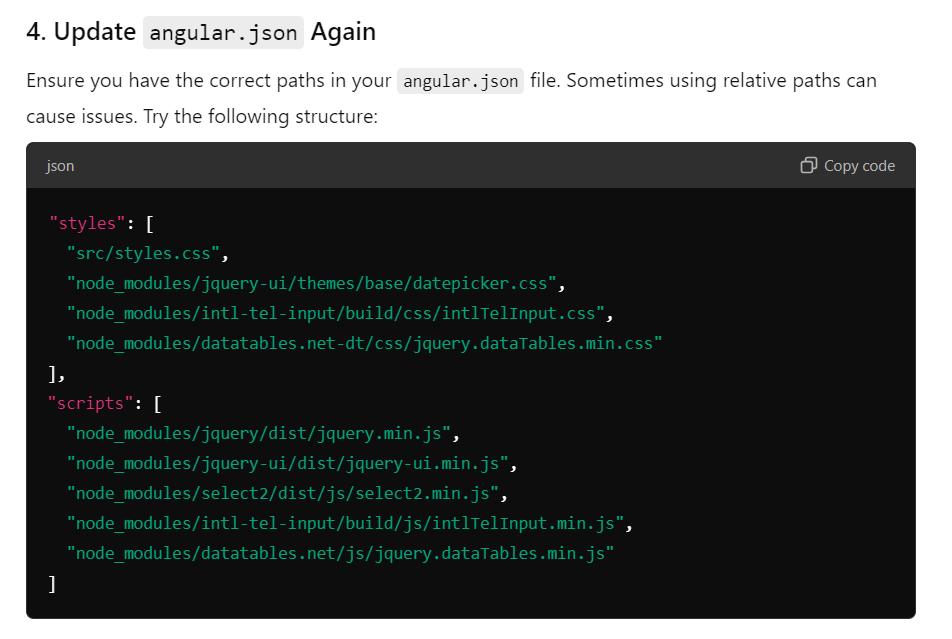 4. Update angular.json Again
Ensure you have the correct paths in your angular.json file. Sometimes using relative paths can
cause issues. Try the following structure:
json
Copy code
"styles": [
  "src/styles.css",
  "node_modules/jquery-ui/themes/base/datepicker.css",
  "node_modules/intl-tel-input/build/css/intlTelInput.css",
  "node_modules/datatables.net-dt/css/jquery.dataTables.min.css"
],
"scripts": [
  "node_modules/jquery/dist/jquery.min.js",
  "node_modules/jquery-ui/dist/jquery-ui.min.js",
  "node_modules/select2/dist/js/select2.min.js",
  "node_modules/intl-tel-input/build/js/intlTelInput.min.js",
  "node_modules/datatables.net/js/jquery.dataTables.min.js"
]